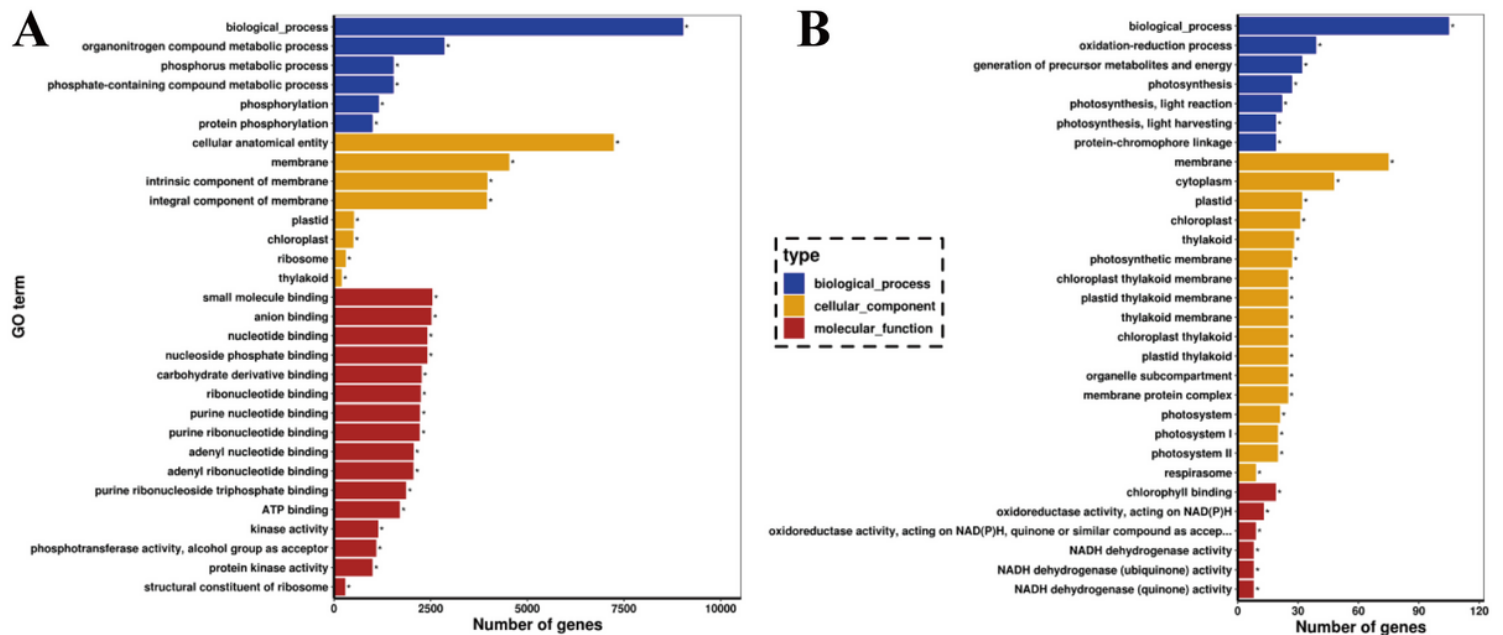 A
GO term
biological_process
organonitrogen compound metabolic process
phosphorus metabolic process
phosphate-containing compound metabolic process
phosphorylation
protein phosphorylation
cellular anatomical entity
membrane
intrinsic component of membrane
integral component of membrane
plastid
chloroplast
ribosome
thylakoid
small molecule binding
anion binding
nucleotide binding
nucleoside phosphate binding
carbohydrate derivative binding
ribonucleotide binding
purine nucleotide binding
purine ribonucleotide binding
adenyl nucleotide binding
adenyl ribonucleotide binding
purine ribonucleoside triphosphate binding
ATP binding
kinase activity
phosphotransferase activity, alcohol group as acceptor
protein kinase activity
structural constituent of ribosome
0 2500 5000 7500 10000
Number of genes
type
biological_process
cellular_component
molecular_function
B
biological_process
oxidation-reduction process
generation of precursor metabolites and energy
photosynthesis
photosynthesis, light reaction
photosynthesis, light harvesting
protein-chromophore linkage
membrane
cytoplasm
plastid
chloroplast
thylakoid
photosynthetic membrane
chloroplast thylakoid membrane
plastid thylakoid membrane
thylakoid membrane
chloroplast thylakoid
plastid thylakoid
organelle subcompartment
membrane protein complex
photosystem
photosystem I
photosystem II
respirasome
chlorophyll binding
oxidoreductase activity, acting on NAD(P)H
oxidoreductase activity, acting on NAD(P)H, quinone or similar compound as accep...
NADH dehydrogenase activity
NADH dehydrogenase (ubiquinone) activity
NADH dehydrogenase (quinone) activity
0 30 60 90 120
Number of genes